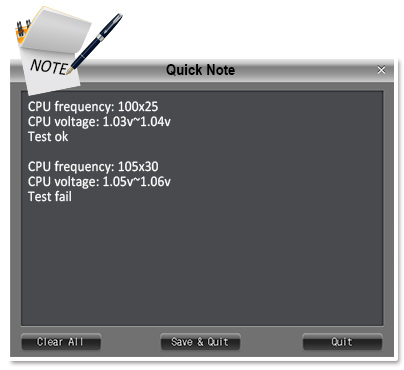 NOTE
Quick Note
CPU frequency: 100x25
CPU voltage: 1.03v~1.04v
Test ok
CPU frequency: 105x30
CPU voltage: 1.05v~1.06v
Test fail
Clear All
Save & Quit
Quit